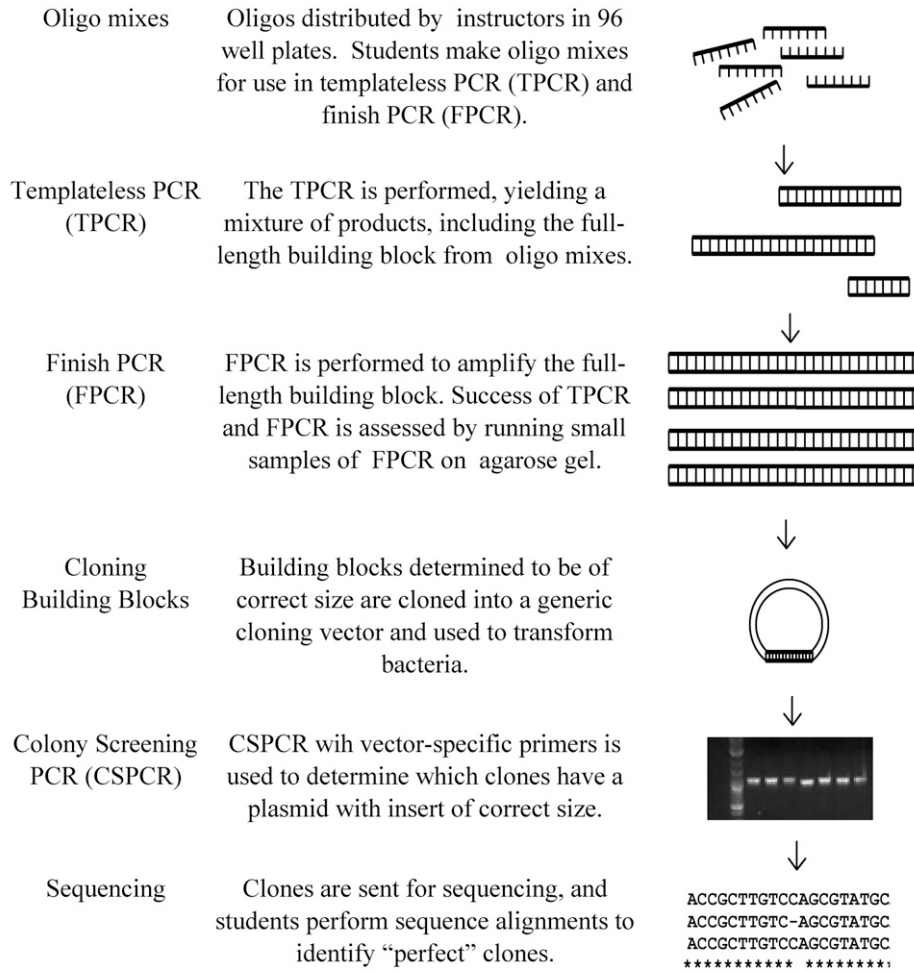 Oligo mixes
Oligos distributed by instructors in 96
well plates. Students make oligo mixes
for use in templateless PCR (TPCR) and
finish PCR (FPCR).
Templateless PCR
(TPCR)
The TPCR is performed, yielding a
mixture of products, including the full-
length building block from oligo mixes.
Finish PCR
(FPCR)
FPCR is performed to amplify the full-
length building block. Success of TPCR
and FPCR is assessed by running small
samples of FPCR on agarose gel.
Cloning
Building Blocks
Building blocks determined to be of
correct size are cloned into a generic
cloning vector and used to transform
bacteria.
Colony Screening
PCR (CSPCR)
CSPCR wih vector-specific primers is
used to determine which clones have a
plasmid with insert of correct size.
Sequencing
Clones are sent for sequencing, and
students perform sequence alignments to
identify “perfect” clones.
ACCGCTTGTCCAGCGTATGC
ACCGCTTGTC-AGCGTATGC
ACCGCTTGTCCAGCGTATGC
********** *********